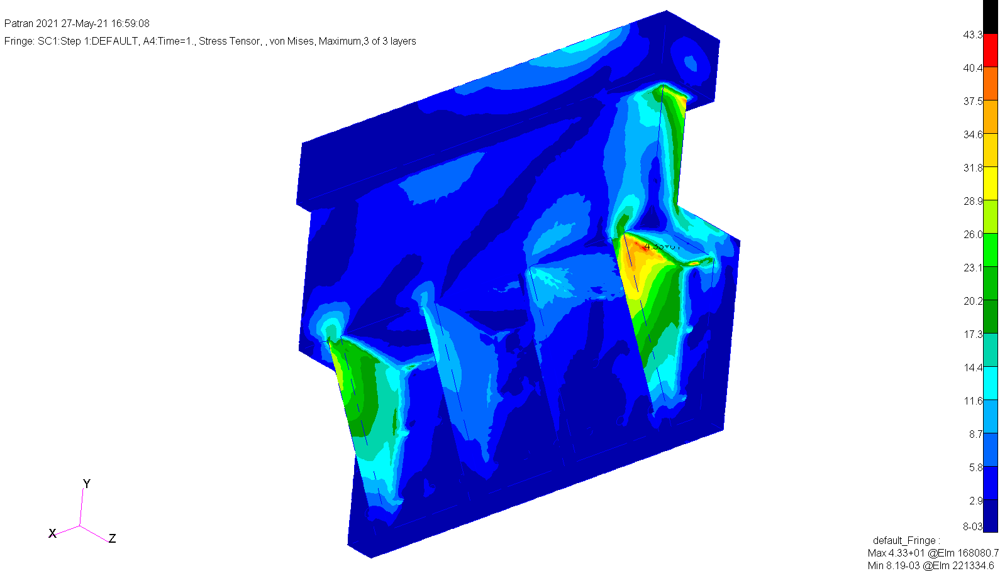 Patran 2021 27-May-21 16:59:08
Fringe: SC1:Step 1:DEFAULT, A4:Time=1., Stress Tensor, , von Mises, Maximum,3 of 3 layers
43.3
40.4
37.5
34.6
31.8
28.9
26.0
23.1
20.2
17.3
14.4
11.6
8.7
5.8
2.9
8-03
4.33+01
Y
X
Z
default_Fringe :
Max 4.33+01 @Elm 168080.7
Min 8.19-03 @Elm 221334.6